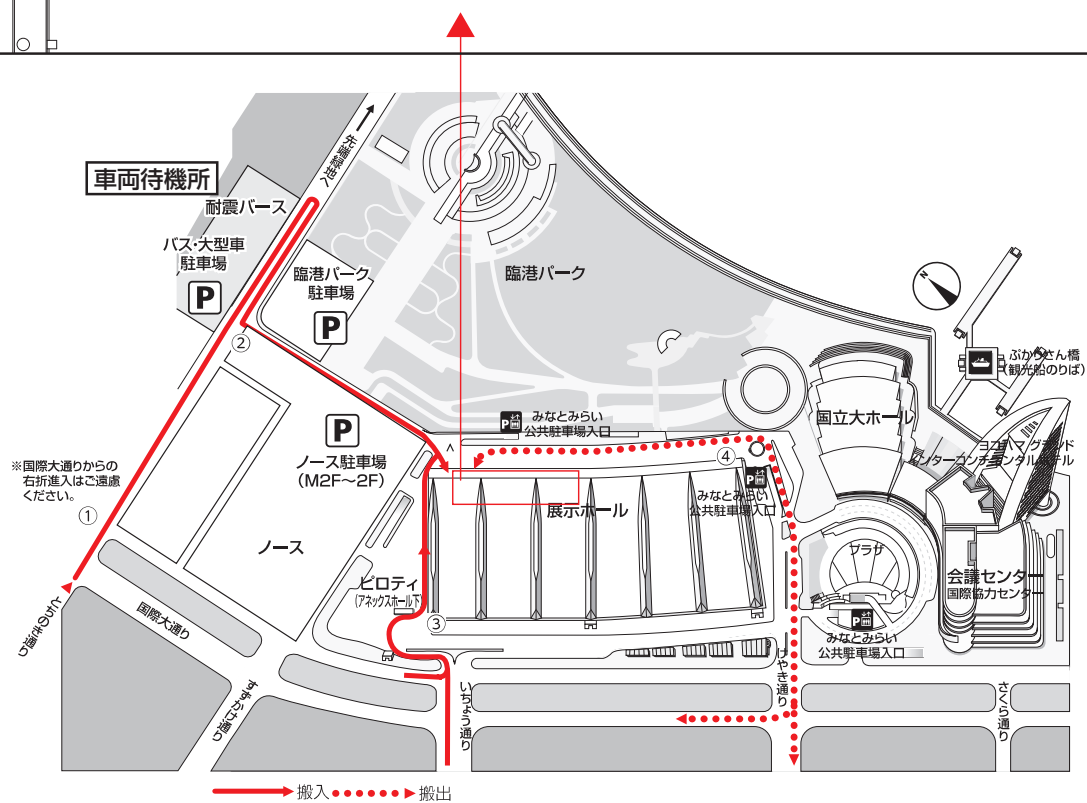 先端緑地へ
車両待機所
耐震バース
バス・大型車
駐車場
P
臨港パーク
駐車場
P
臨港パーク
N
ぷかりさん橋
(観光船のりば)
②
P
みなとみらい
公共駐車場入口
国立大ホール
ヨコハマ グランド
インターコンチネンタル ホテル
P
ノース駐車場
(M2F〜2F)
※国際大通りからの
右折進入はご遠慮
ください。
①
④
P
みなとみらい
公共駐車場入口
展示ホール
ノース
プラザ
ピロティ
(アネックスホール下)
③
会議センター
国際協力センター
P
みなとみらい
公共駐車場入口
とちのき通り
国際大通り
すずかけ通り
いちょう通り
けやき通り
さくら通り
搬入
搬出